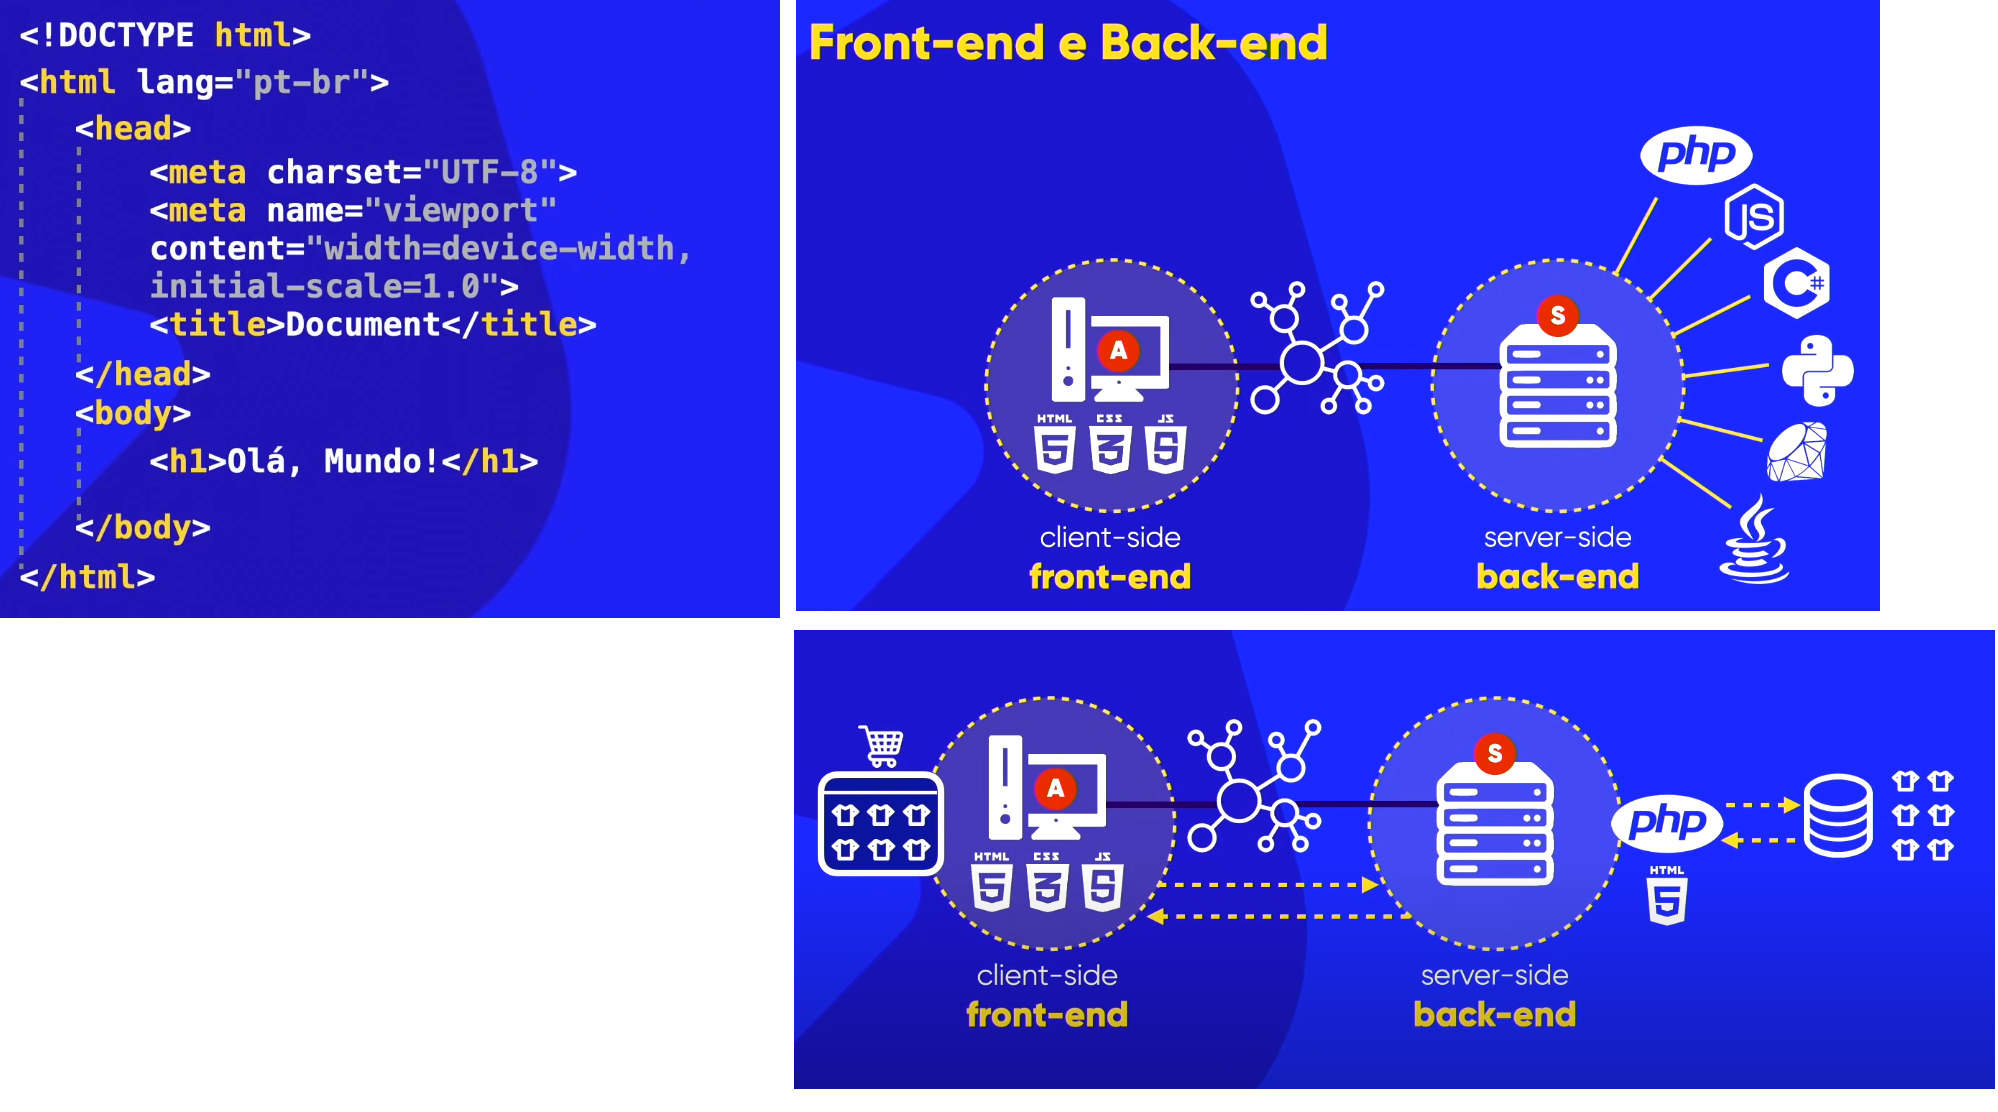 <!DOCTYPE html>
<html lang="pt-br">
<head>
<meta charset="UTF-8">
<meta name="viewport"
content="width=device-width,
initial-scale=1.0">
<title>Document</title>
</head>
<body>
<h1>Olá, Mundo!</h1>
</body>
</html>
Front-end e Back-end
php
JS
C#
S
A
HTML CSS JS
5 3 5
client-side
front-end
server-side
back-end
S
A
php
HTML CSS JS
5 3 5
HTML
5
client-side
front-end
server-side
back-end